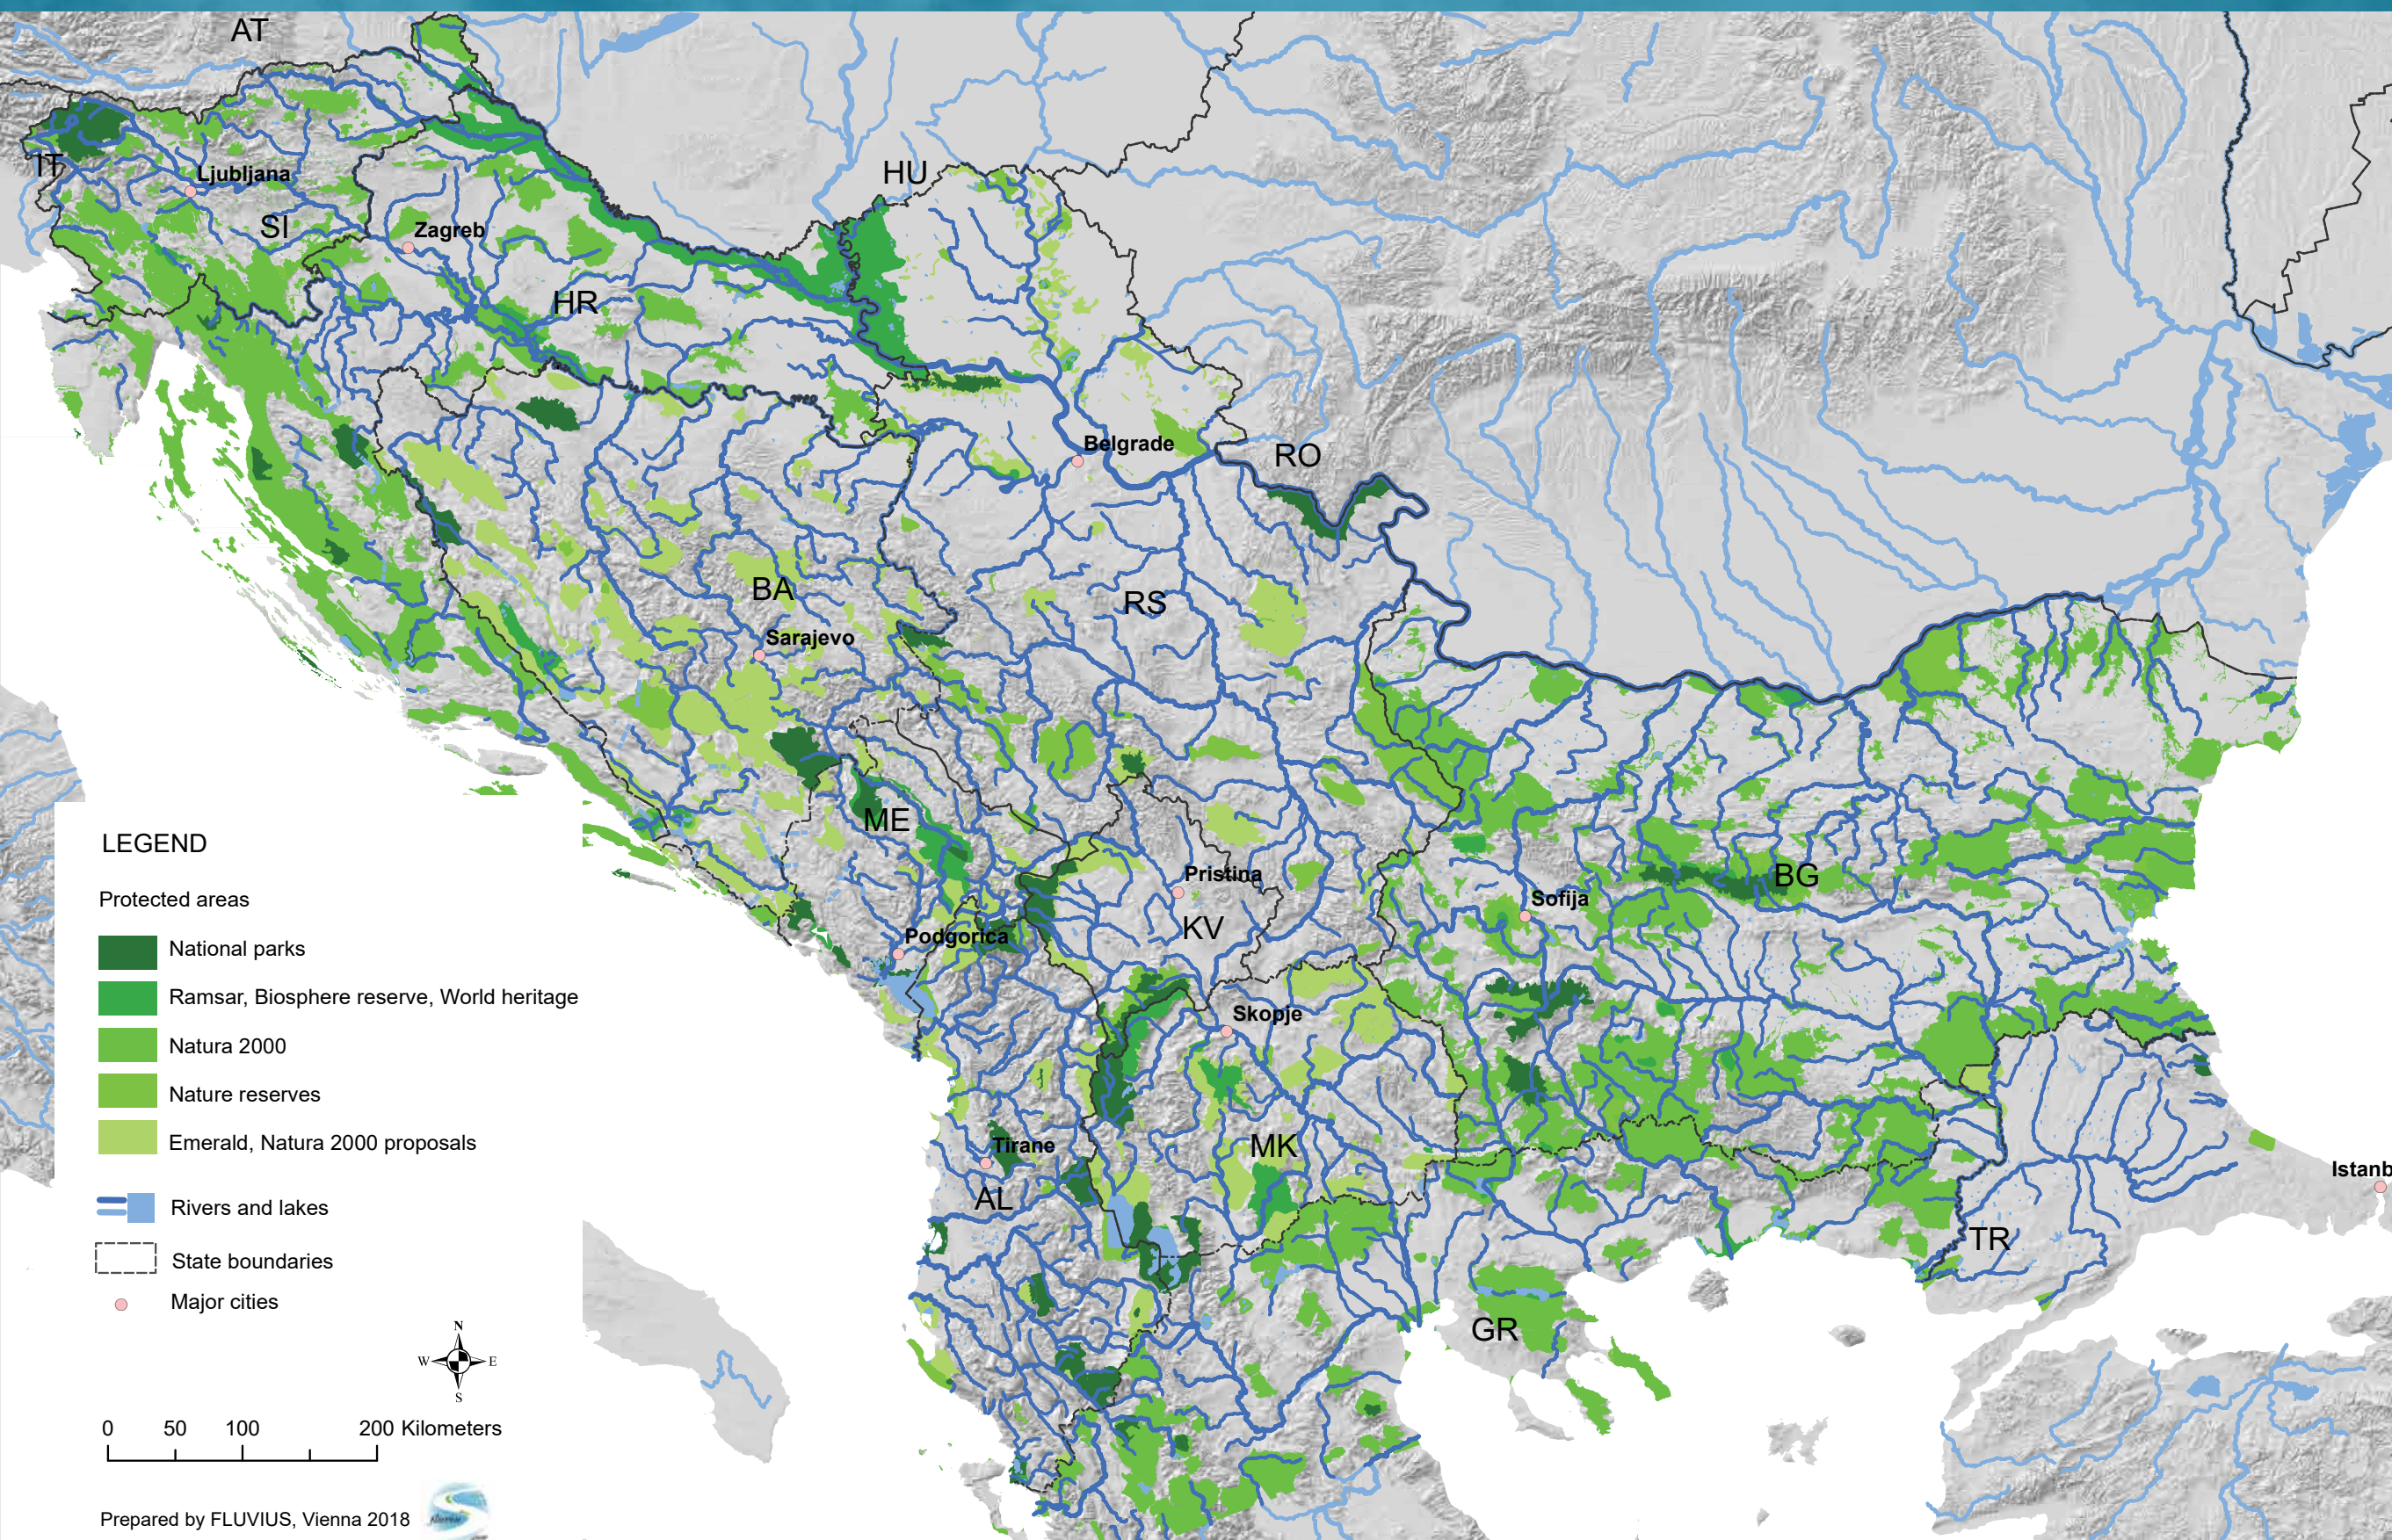 AT
IT
Ljubljana
SI
Zagreb
HU
HR
Belgrade
RO
BA
RS
Sarajevo
ME
Pristina
KV
BG
Sofija
Podgorica
Skopje
Tirane
AL
MK
Istanb
TR
GR
LEGEND
Protected areas
National parks
Ramsar, Biosphere reserve, World heritage
Natura 2000
Nature reserves
Emerald, Natura 2000 proposals
Rivers and lakes
State boundaries
Major cities
N
W E
S
0 50 100 200 Kilometers
Prepared by FLUVIUS, Vienna 2018